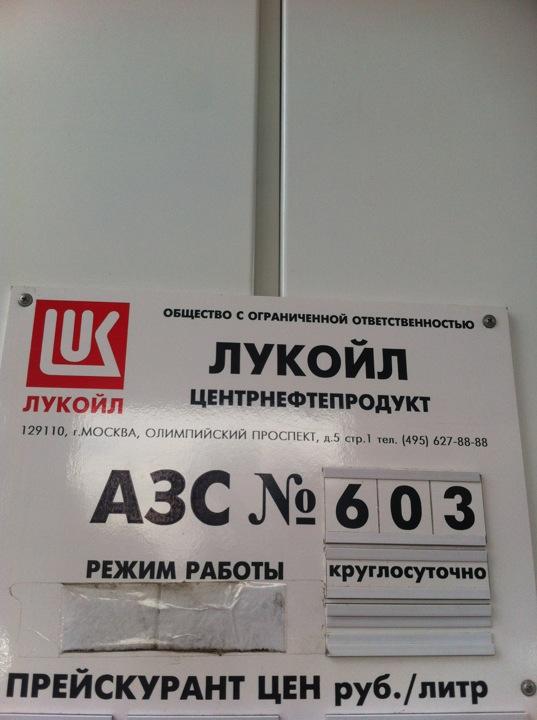 ОБЩЕСТВО С ОГРАНИЧЕННОЙ ОТВЕТСТВЕННОСТЬЮ
LUK
ЛУКОЙЛ
ЛУКОЙЛ
ЦЕНТРНЕФТЕПРОДУКТ
129110, г.МОСКВА, ОЛИМПИЙСКИЙ ПРОСПЕКТ, д.5 стр.1 тел. (495) 627-88-88
АЗС № 603
РЕЖИМ РАБОТЫ круглосуточно
ПРЕЙСКУРАНТ ЦЕН руб./литр